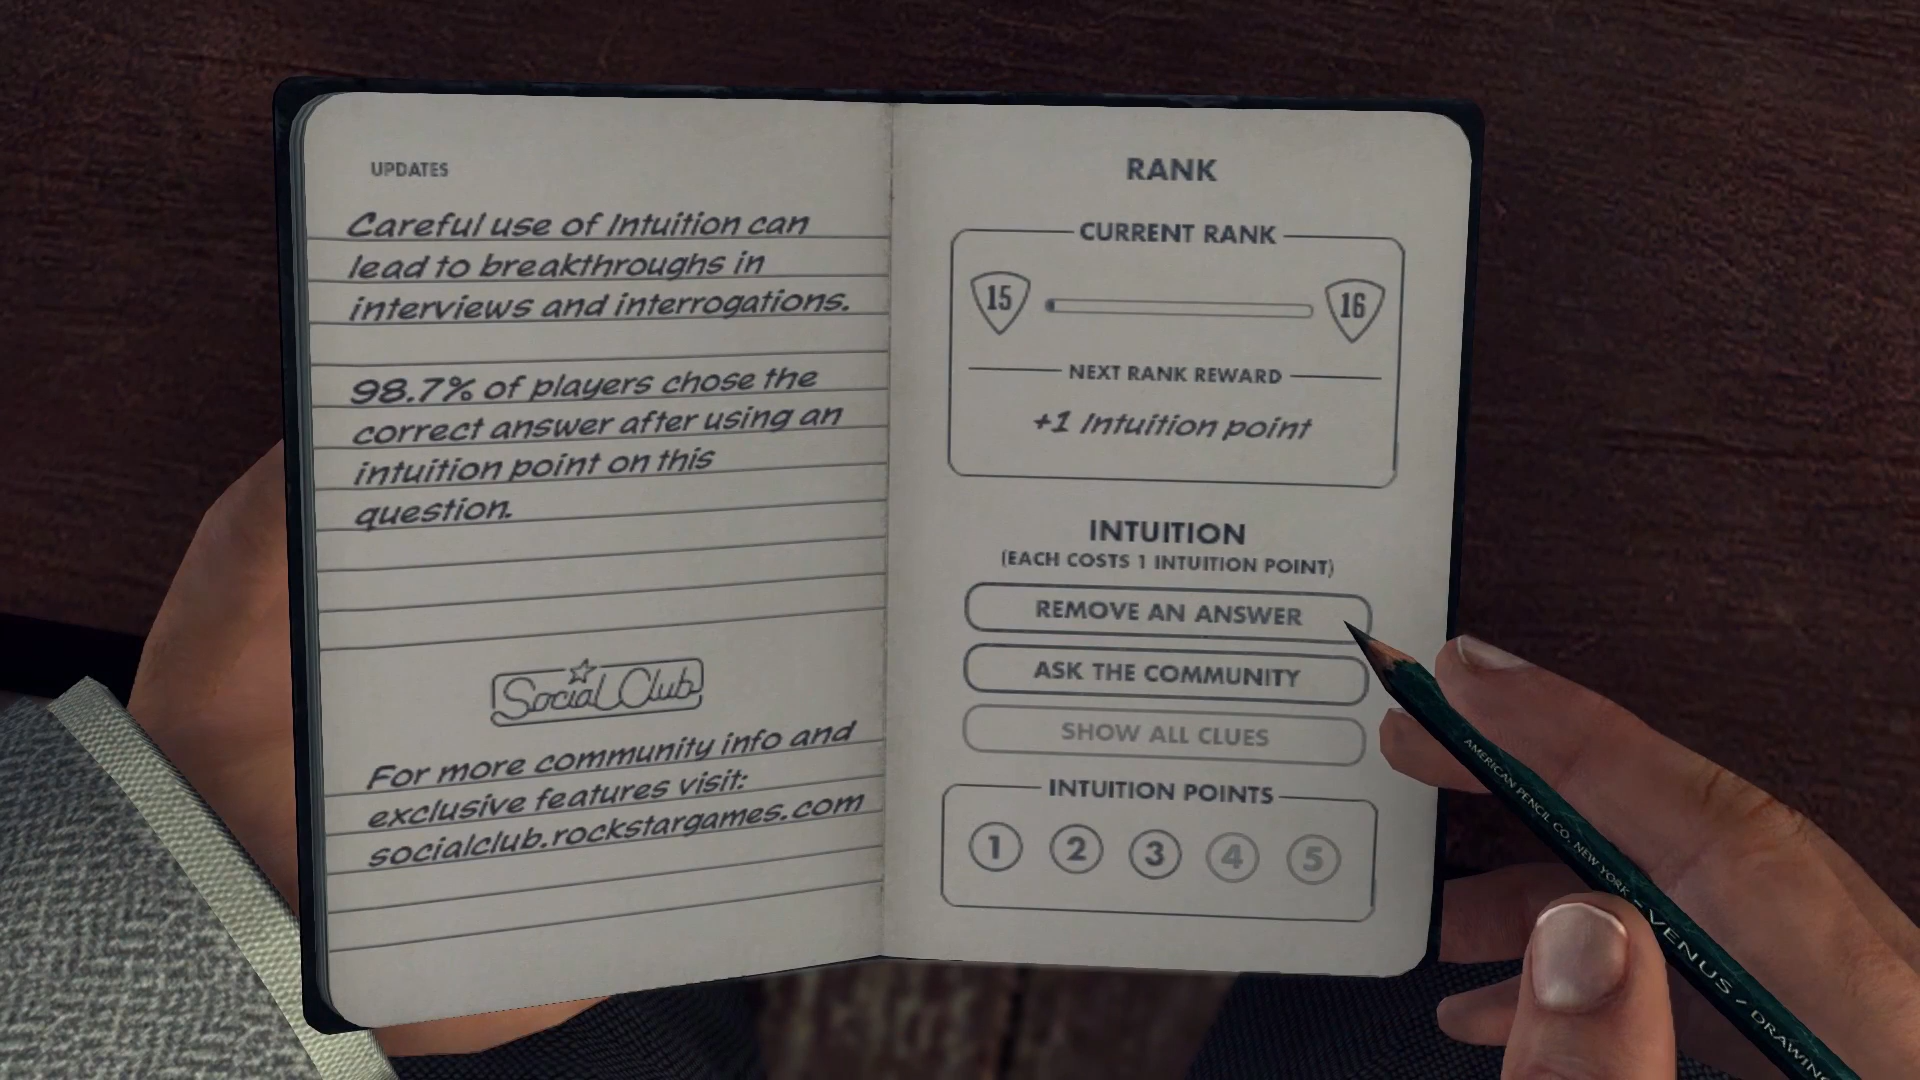 UPDATES
Careful use of Intuition can
lead to breakthroughs in
interviews and interrogations.
98.7% of players chose the
correct answer after using an
intuition point on this
question.
Social Club
For more community info and
exclusive features visit:
socialclub.rockstargames.com
RANK
CURRENT RANK
15
16
NEXT RANK REWARD
+1 Intuition point
INTUITION
(EACH COSTS 1 INTUITION POINT)
REMOVE AN ANSWER
ASK THE COMMUNITY
SHOW ALL CLUES
INTUITION POINTS
1 2 3 4 5
AMERICAN PENCIL CO. NEW YORK - VENUS / DRAWING